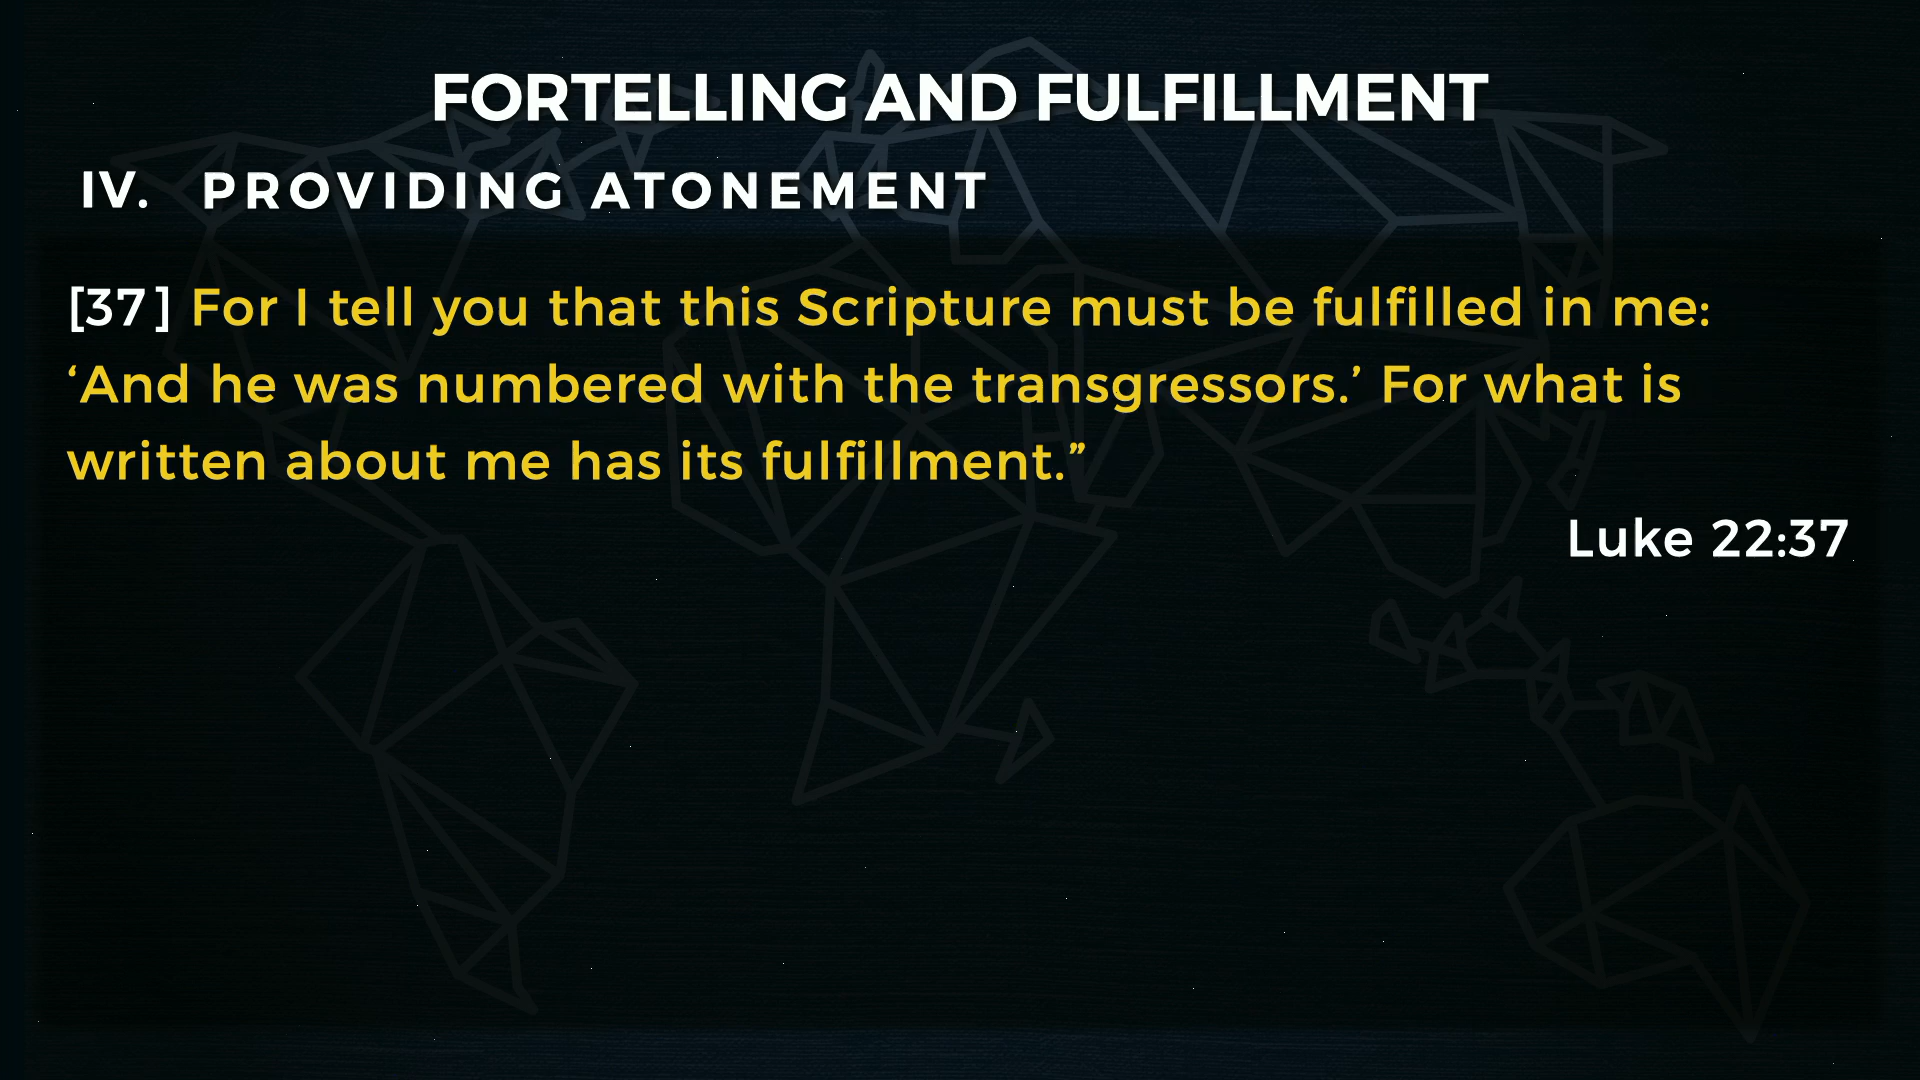 FORTELLING AND FULFILLMENT
IV. PROVIDING ATONEMENT
[37] For I tell you that this Scripture must be fulfilled in me:
‘And he was numbered with the transgressors.’ For what is
written about me has its fulfillment.”
Luke 22:37